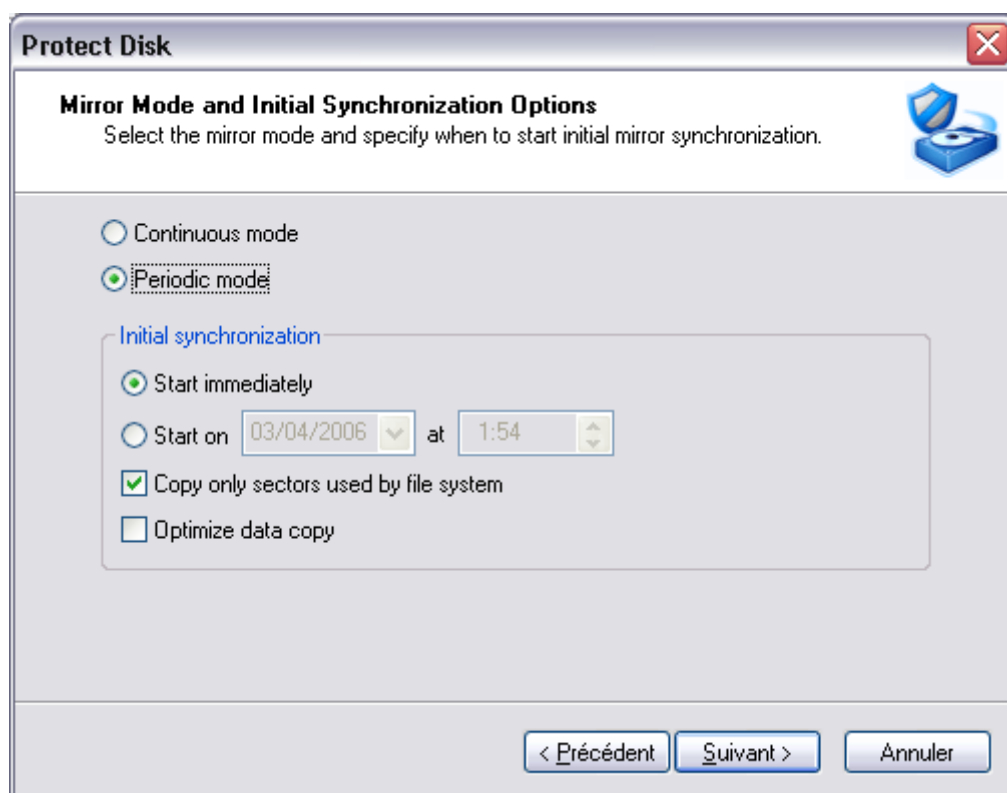 Protect Disk
Mirror Mode and Initial Synchronization Options
Select the mirror mode and specify when to start initial mirror synchronization.
Continuous mode
Periodic mode
Initial synchronization
Start immediately
Start on 03/04/2006 at 1:54
Copy only sectors used by file system
Optimize data copy
< Précédent Suivant > Annuler